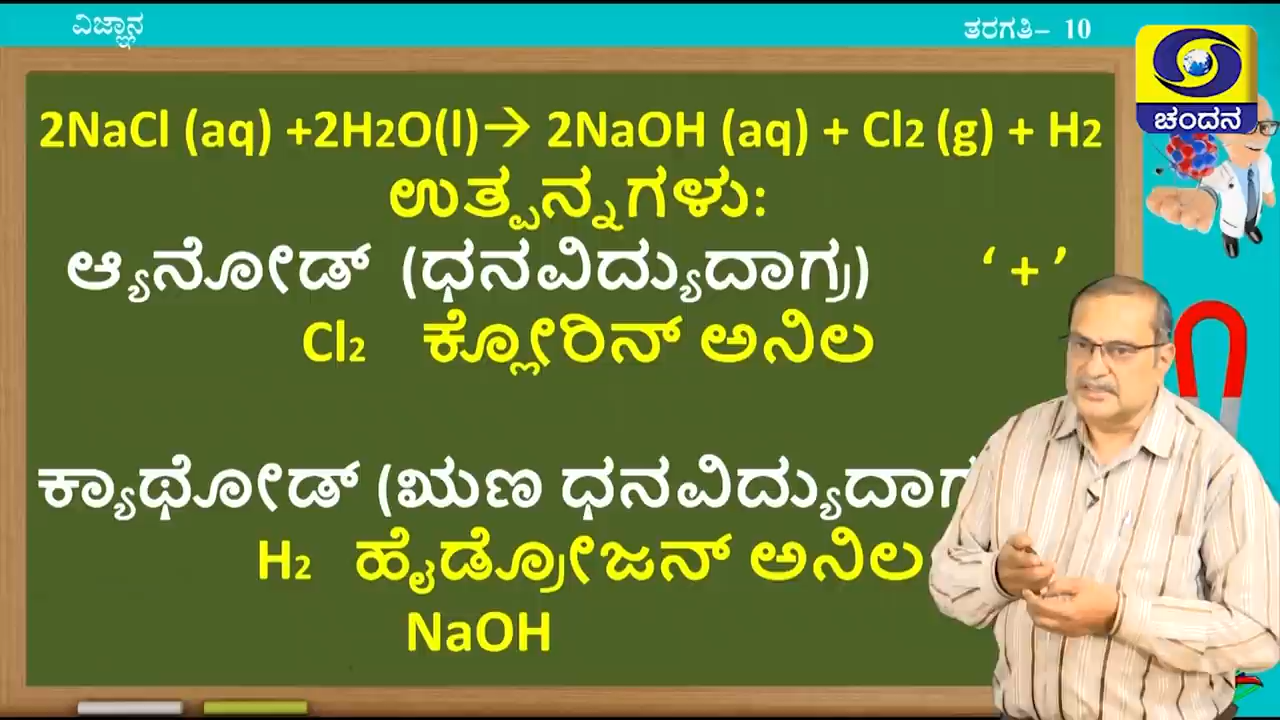 ವಿಜ್ಞಾನ
ತರಗತಿ– 10
ಚಂದನ
2NaCl (aq) +2H2O(l)→ 2NaOH (aq) + Cl2 (g) + H2
ಉತ್ಪನ್ನಗಳು:
ಆ್ಯನೋಡ್ (ಧನವಿದ್ಯುದಾಗ್ರ) ‘ + ’
Cl2 ಕ್ಲೋರಿನ್ ಅನಿಲ
ಕ್ಯಾಥೋಡ್ (ಋಣ
H2 ಹೈಡ್ರೋಜನ್ ಅನಿಲ
NaOH